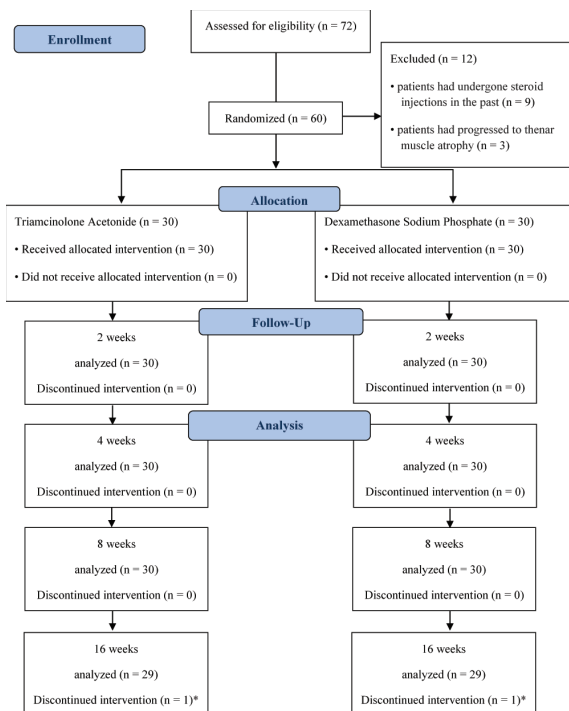 Enrollment
Assessed for eligibility (n = 72)
Excluded (n = 12)
• patients had undergone steroid
injections in the past (n = 9)
• patients had progressed to thenar
muscle atrophy (n = 3)
Randomized (n = 60)
Allocation
Triamcinolone Acetonide (n = 30)
• Received allocated intervention (n = 30)
• Did not receive allocated intervention (n = 0)
Dexamethasone Sodium Phosphate (n = 30)
• Received allocated intervention (n = 30)
• Did not receive allocated intervention (n = 0)
Follow-Up
2 weeks
analyzed (n = 30)
Discontinued intervention (n = 0)
2 weeks
analyzed (n = 30)
Discontinued intervention (n = 0)
Analysis
4 weeks
analyzed (n = 30)
Discontinued intervention (n = 0)
4 weeks
analyzed (n = 30)
Discontinued intervention (n = 0)
8 weeks
analyzed (n = 30)
Discontinued intervention (n = 0)
8 weeks
analyzed (n = 30)
Discontinued intervention (n = 0)
16 weeks
analyzed (n = 29)
Discontinued intervention (n = 1)*
16 weeks
analyzed (n = 29)
Discontinued intervention (n = 1)*